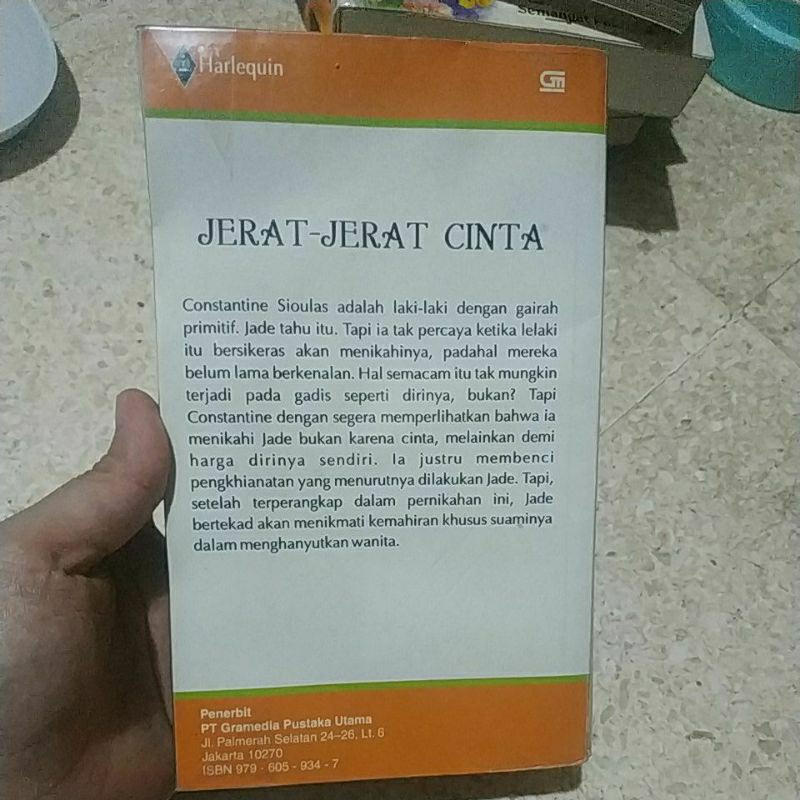 Semangat
Harlequin
GM
JERAT-JERAT CINTA
Constantine Sioulas adalah laki-laki dengan gairah
primitif. Jade tahu itu. Tapi ia tak percaya ketika lelaki
itu bersikeras akan menikahinya, padahal mereka
belum lama berkenalan. Hal semacam itu tak mungkin
terjadi pada gadis seperti dirinya, bukan? Tapi
Constantine dengan segera memperlihatkan bahwa ia
menikahi Jade bukan karena cinta, melainkan demi
harga dirinya sendiri. Ia justru membenci
pengkhianatan yang menurutnya dilakukan Jade. Tapi,
setelah terperangkap dalam pernikahan ini, Jade
bertekad akan menikmati kemahiran khusus suaminya
dalam menghanyutkan wanita.
Penerbit
PT Gramedia Pustaka Utama
Jl. Palmerah Selatan 24-26, Lt. 6
Jakarta 10270
ISBN 979 - 605 - 934 - 7